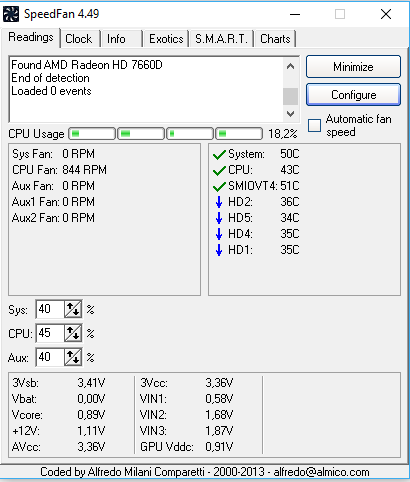 SpeedFan 4.49
Readings Clock Info Exotics S.M.A.R.T. Charts
Found AMD Radeon HD 7660D
End of detection
Loaded 0 events
Minimize
Configure
CPU Usage 18,2%
Automatic fan
speed
Sys Fan: 0 RPM
CPU Fan: 844 RPM
Aux Fan: 0 RPM
Aux1 Fan: 0 RPM
Aux2 Fan: 0 RPM
System: 50C
CPU: 43C
SMIOVT4: 51C
HD2: 36C
HD5: 34C
HD4: 35C
HD1: 35C
Sys: 40 %
CPU: 45 %
Aux: 40 %
3Vsb: 3,41V
Vbat: 0,00V
Vcore: 0,89V
+12V: 1,11V
AVcc: 3,36V
3Vcc: 3,36V
VIN1: 0,58V
VIN2: 1,68V
VIN3: 1,87V
GPU Vddc: 0,91V
Coded by Alfredo Milani Comparetti - 2000-2013 - alfredo@almico.com